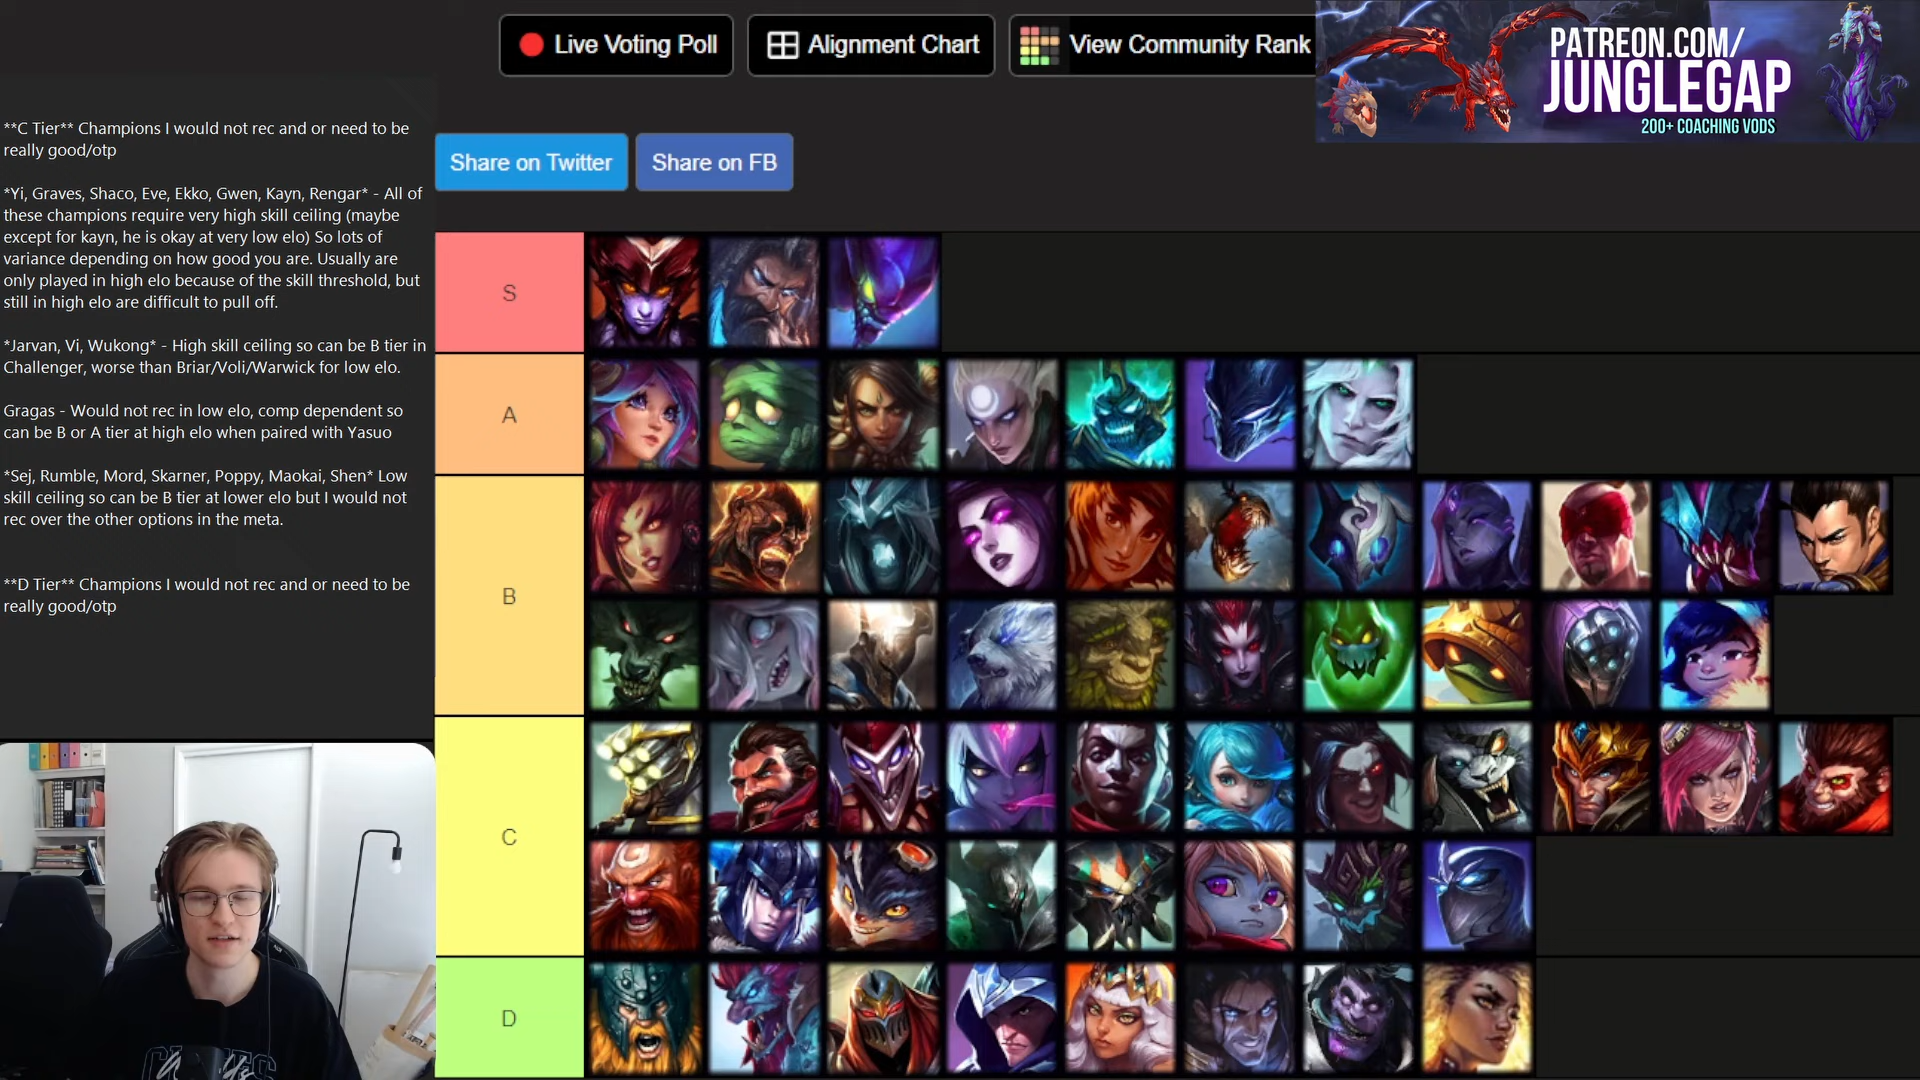 Live Voting Poll
Alignment Chart
View Community Rank
PATREON.COM/
JUNGLEGAP
200+ COACHING VODS
Share on Twitter
Share on FB
**C Tier** Champions I would not rec and or need to be
really good/otp
*Yi, Graves, Shaco, Eve, Ekko, Gwen, Kayn, Rengar* - All of
these champions require very high skill ceiling (maybe
except for kayn, he is okay at very low elo) So lots of
variance depending on how good you are. Usually are
only played in high elo because of the skill threshold, but
still in high elo are difficult to pull off.
*Jarvan, Vi, Wukong* - High skill ceiling so can be B tier in
Challenger, worse than Briar/Voli/Warwick for low elo.
Gragas - Would not rec in low elo, comp dependent so
can be B or A tier at high elo when paired with Yasuo
*Sej, Rumble, Mord, Skarner, Poppy, Maokai, Shen* Low
skill ceiling so can be B tier at lower elo but I would not
rec over the other options in the meta.
**D Tier** Champions I would not rec and or need to be
really good/otp
S
A
B
C
D